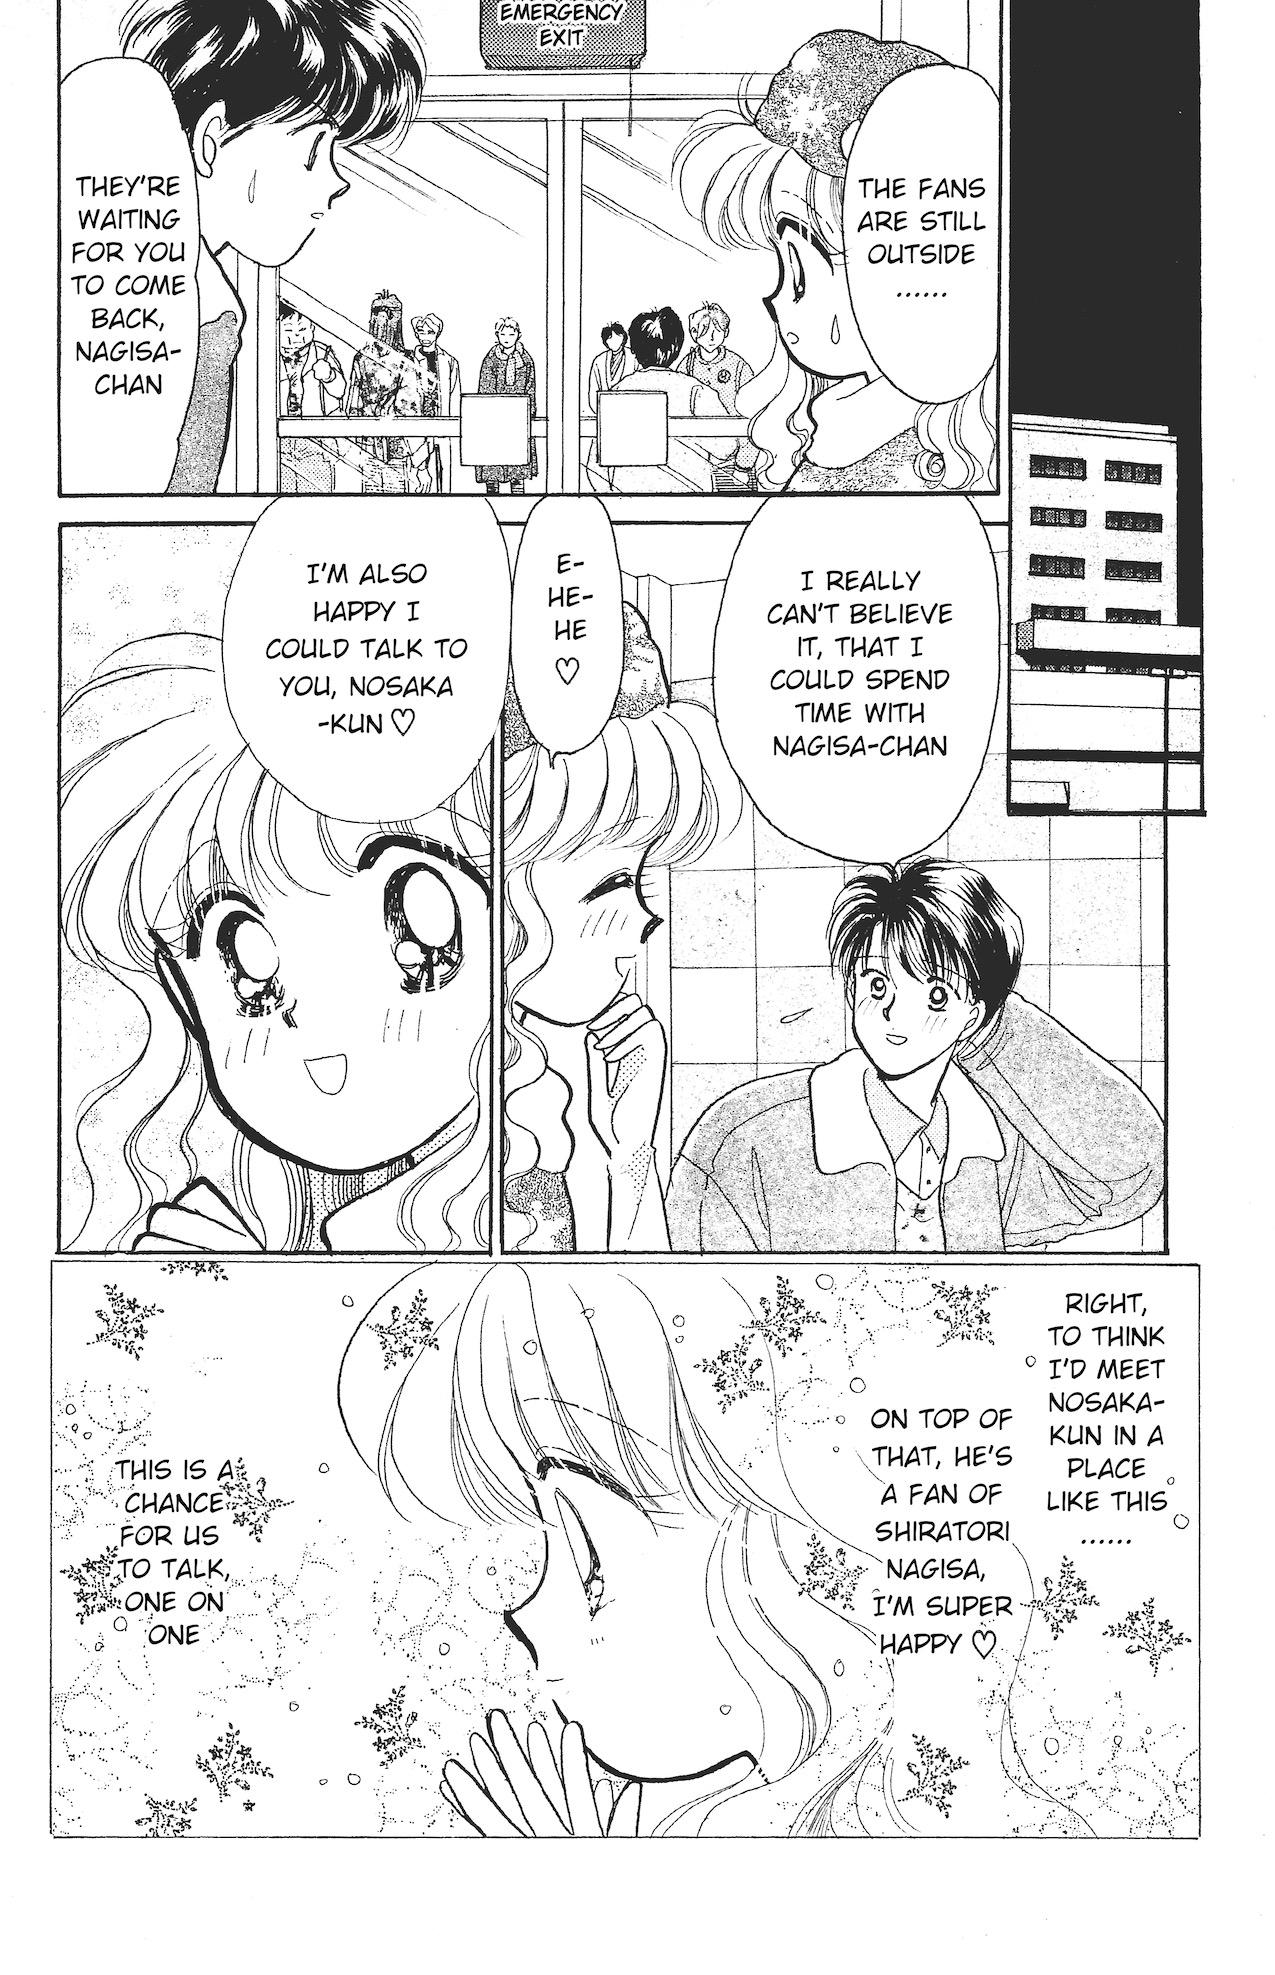 EMERGENCY
EXIT
THE FANS
ARE STILL
OUTSIDE
......
THEY'RE
WAITING
FOR YOU
TO COME
BACK,
NAGISA-
CHAN
I REALLY
CAN'T BELIEVE
IT, THAT I
COULD SPEND
TIME WITH
NAGISA-CHAN
E-
HE-
HE
♡
I'M ALSO
HAPPY I
COULD TALK TO
YOU, NOSAKA
-KUN ♡
RIGHT,
TO THINK
I'D MEET
NOSAKA-
KUN IN A
PLACE
LIKE THIS
......
ON TOP OF
THAT, HE'S
A FAN OF
SHIRATORI
NAGISA,
I'M SUPER
HAPPY ♡
THIS IS A
CHANCE
FOR US
TO TALK,
ONE ON
ONE